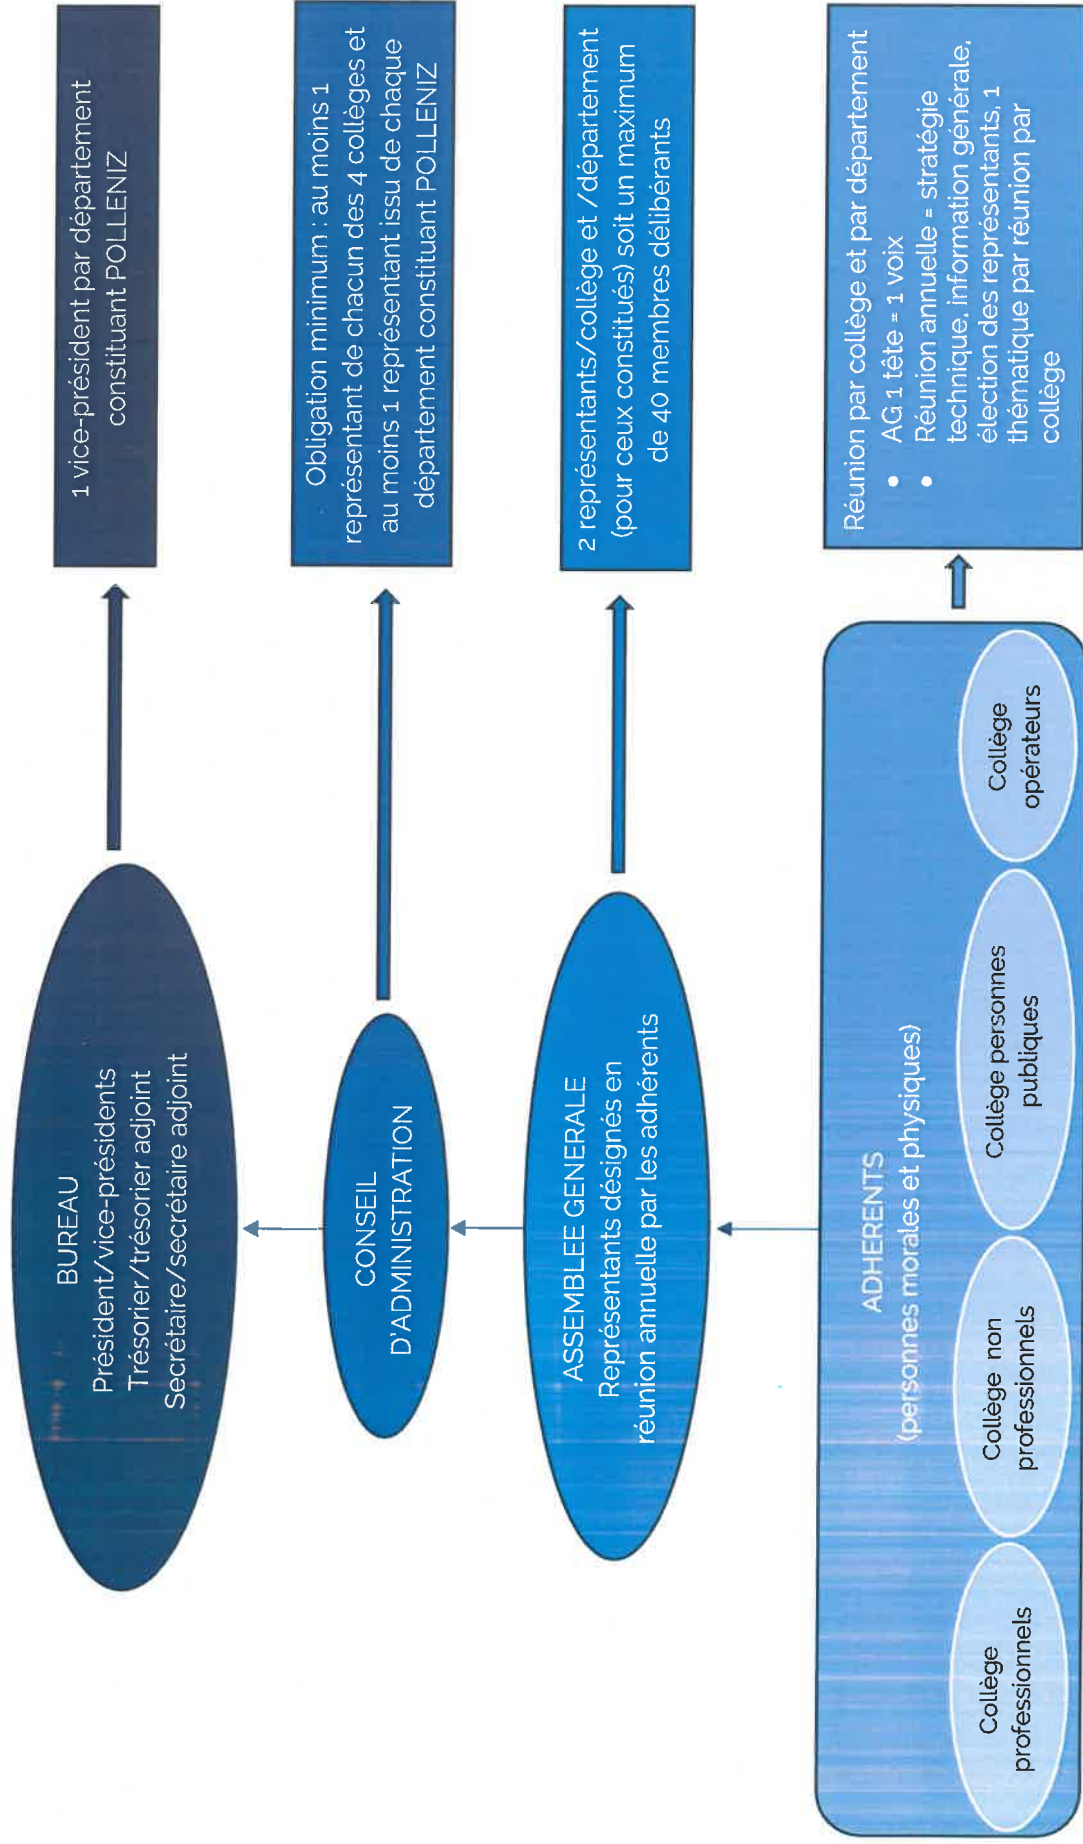 BUREAU
Président/vice-présidents
Trésorier/trésorier adjoint
Secrétaire/secrétaire adjoint
1 vice-président par département
constituant POLLENIZ
CONSEIL
D'ADMINISTRATION
Obligation minimum : au moins 1
représentant de chacun des 4 collèges et
au moins 1 représentant issu de chaque
département constituant POLLENIZ
ASSEMBLEE GENERALE
Représentants désignés en
réunion annuelle par les adhérents
2 représentants/collège et /département
(pour ceux constitués) soit un maximum
de 40 membres délibérants
ADHERENTS
(personnes morales et physiques)
Collège
professionnels
Collège non
professionnels
Collège personnes
publiques
Collège
opérateurs
Réunion par collège et par département
• AG 1 tête = 1 voix
• Réunion annuelle = stratégie
technique, information générale,
élection des représentants, 1
thématique par réunion par
collège